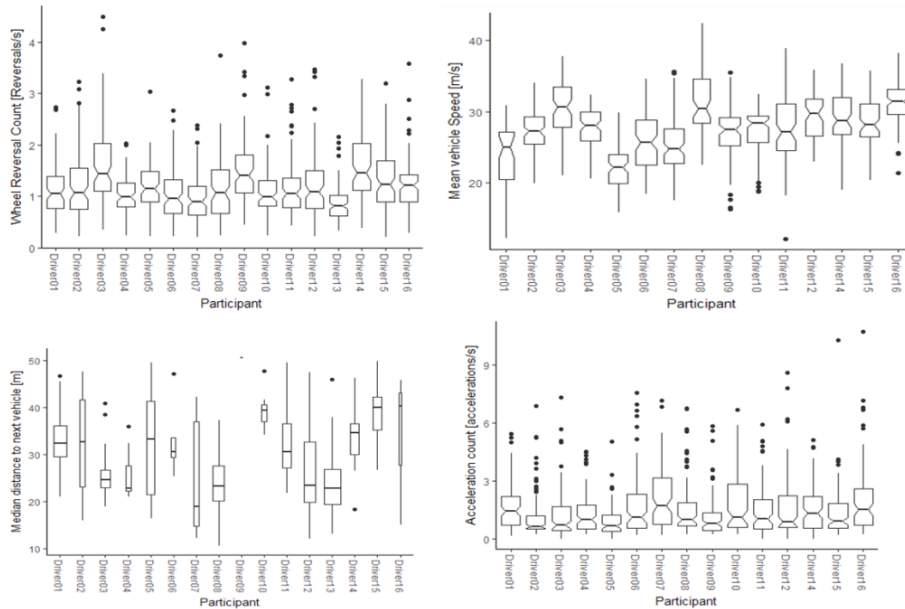 Wheel Reversal Count [Reversals/s]
4
3
2
1
0
Driver01
Driver02
Driver03
Driver04
Driver05
Driver06
Driver07
Driver08
Driver09
Driver10
Driver11
Driver12
Driver13
Driver14
Driver15
Driver16
Participant
Mean vehicle Speed [m/s]
40
30
20
Driver01
Driver02
Driver03
Driver04
Driver05
Driver06
Driver07
Driver08
Driver09
Driver10
Driver11
Driver12
Driver13
Driver14
Driver15
Driver16
Participant
Median distance to next vehicle [m]
50
40
30
20
10
Driver01
Driver02
Driver03
Driver04
Driver05
Driver06
Driver07
Driver08
Driver09
Driver10
Driver11
Driver12
Driver13
Driver14
Driver15
Driver16
Participant
Acceleration count [accelerations/s]
9
6
3
0
Driver01
Driver02
Driver03
Driver04
Driver05
Driver06
Driver07
Driver08
Driver09
Driver10
Driver11
Driver12
Driver13
Driver14
Driver15
Driver16
Participant